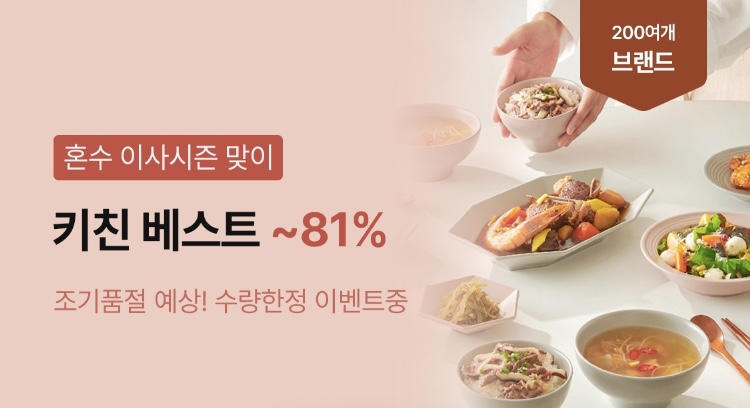 200여개
브랜드
혼수 이사시즌 맞이
키친 베스트 ~81%
조기품절 예상! 수량한정 이벤트중